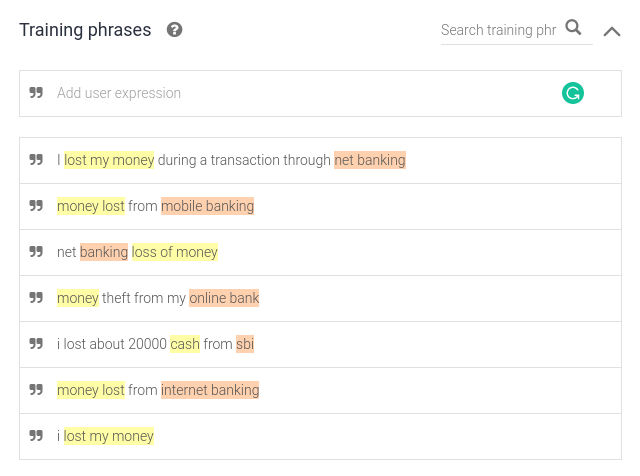 Training phrases
Search training phr
Add user expression
I lost my money during a transaction through net banking
money lost from mobile banking
net banking loss of money
money theft from my online bank
i lost about 20000 cash from sbi
money lost from internet banking
i lost my money